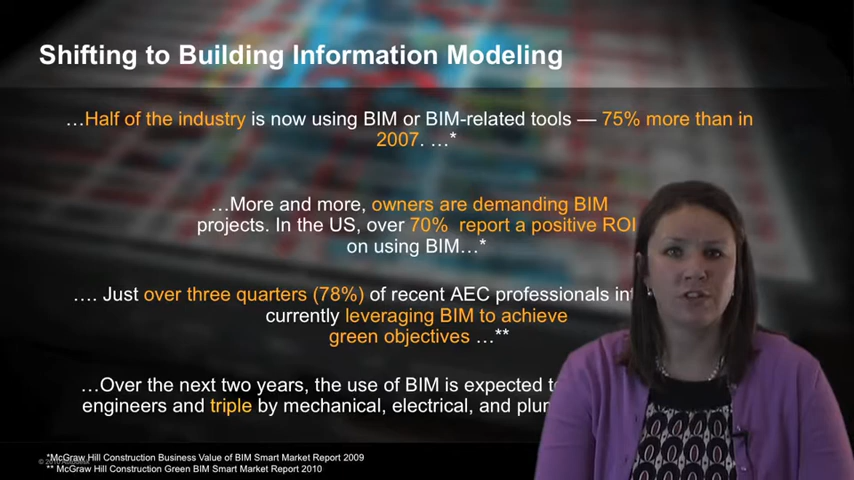 Shifting to Building Information Modeling
…Half of the industry is now using BIM or BIM-related tools — 75% more than in
2007. …*
…More and more, owners are demanding BIM
projects. In the US, over 70% report a positive ROI
on using BIM…*
…. Just over three quarters (78%) of recent AEC professionals
currently leveraging BIM to achieve
green objectives …**
…Over the next two years, the use of BIM is expected
engineers and triple by mechanical, electrical, and
*McGraw Hill Construction Business Value of BIM Smart Market Report 2009
** McGraw Hill Construction Green BIM Smart Market Report 2010